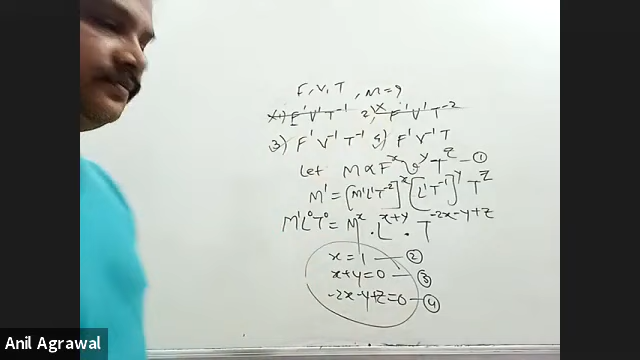 F, V, T, M = ?
1) F¹ V¹ T⁻¹ 2) F¹ V¹ T⁻²
3) F¹ V⁻¹ T⁻¹ 4) F¹ V⁻¹ T
Let M ∝ F^x v^y T^z —①
M¹ = [M¹L¹T⁻²]^x [L¹T⁻¹]^y T^z
M¹L⁰T⁰ = M^x . L^x+y . T^-2x-y+z
x = 1 —②
x+y=0 —③
-2x-y+z=0 —④
Anil Agrawal